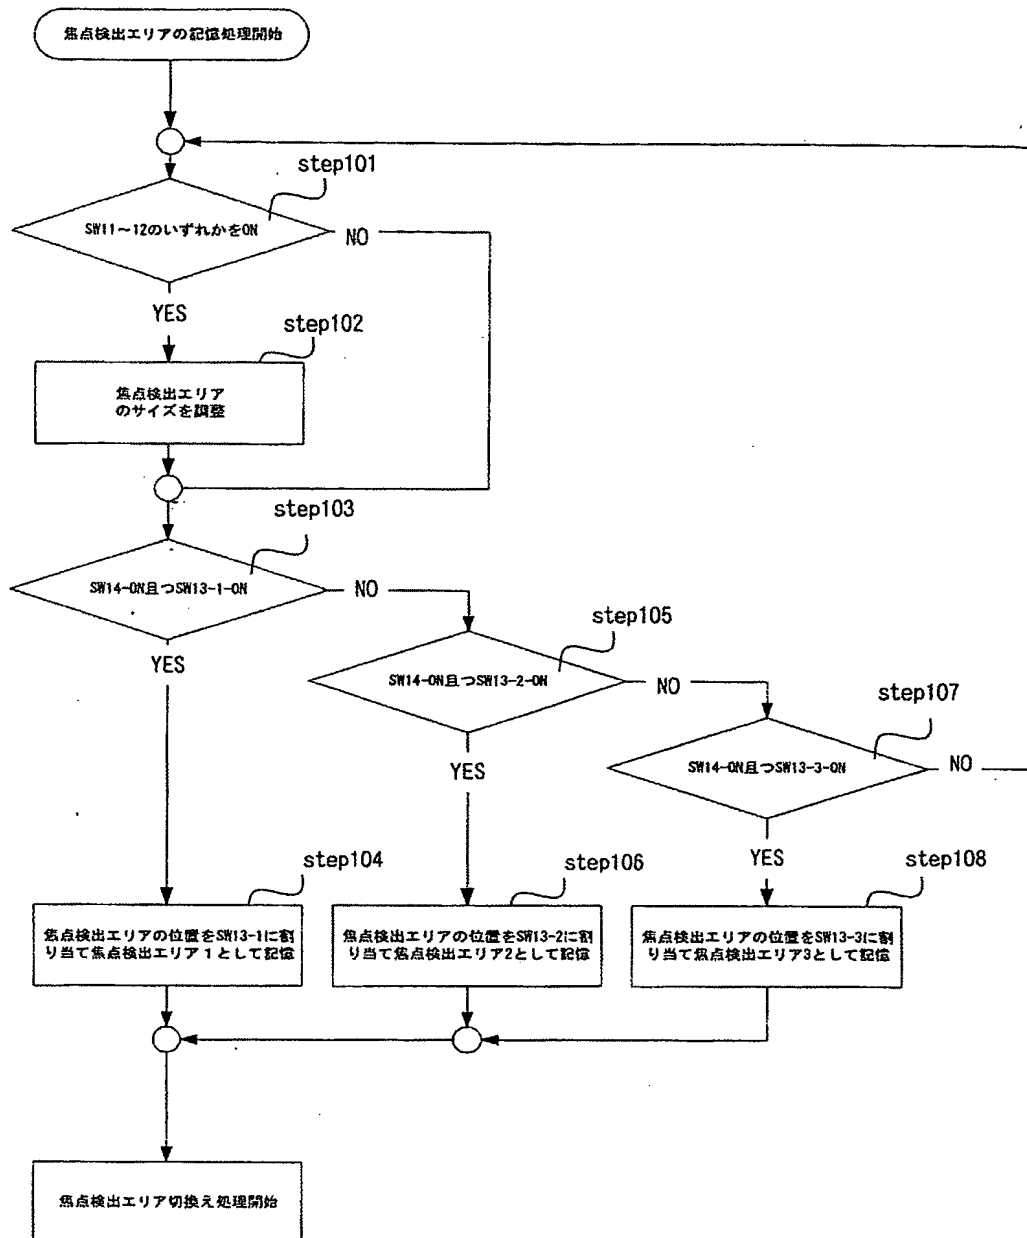 焦点検出エリアの記憶処理開始
step101
SW11～12のいずれかをON
NO
YES
step102
焦点検出エリア
のサイズを調整
step103
SW14-ON且つSW13-1-ON
NO
YES
step105
SW14-ON且つSW13-2-ON
NO
YES
step107
SW14-ON且つSW13-3-ON
NO
YES
step104
焦点検出エリアの位置をSW13-1に割
り当て焦点検出エリア１として記憶
step106
焦点検出エリアの位置をSW13-2に割
り当て焦点検出エリア2として記憶
step108
焦点検出エリアの位置をSW13-3に割
り当て焦点検出エリア3として記憶
焦点検出エリア切換え処理開始